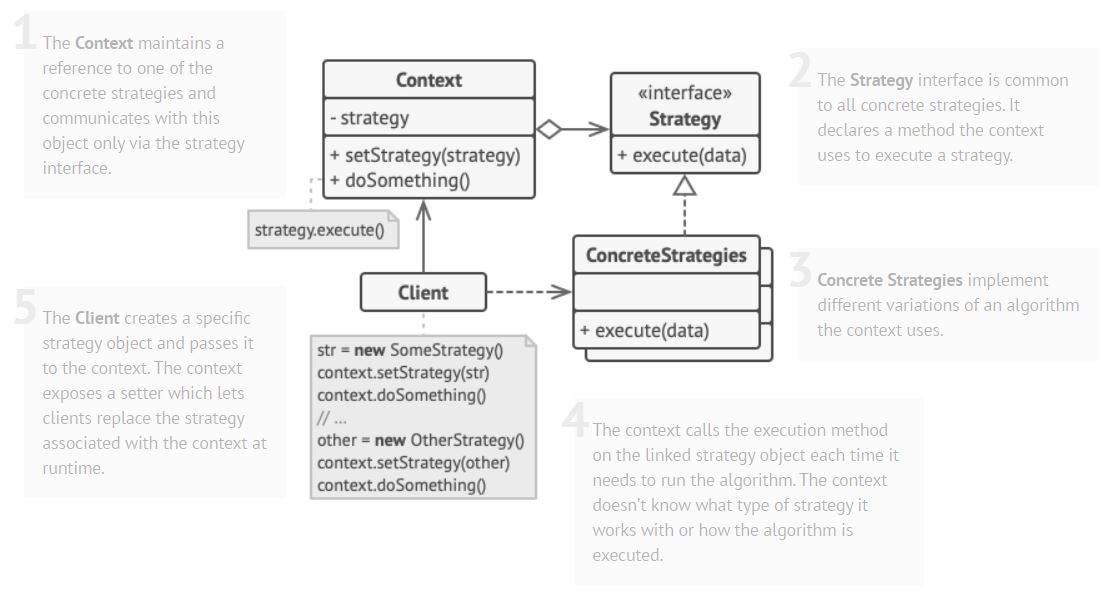 1
The Context maintains a
reference to one of the
concrete strategies and
communicates with this
object only via the strategy
interface.
Context
- strategy
+ setStrategy(strategy)
+ doSomething()
«interface»
Strategy
+ execute(data)
2
The Strategy interface is common
to all concrete strategies. It
declares a method the context
uses to execute a strategy.
strategy.execute()
Client
ConcreteStrategies
+ execute(data)
3
Concrete Strategies implement
different variations of an algorithm
the context uses.
5
The Client creates a specific
strategy object and passes it
to the context. The context
exposes a setter which lets
clients replace the strategy
associated with the context at
runtime.
str = new SomeStrategy()
context.setStrategy(str)
context.doSomething()
// ...
other = new OtherStrategy()
context.setStrategy(other)
context.doSomething()
4
The context calls the execution method
on the linked strategy object each time it
needs to run the algorithm. The context
doesn't know what type of strategy it
works with or how the algorithm is
executed.